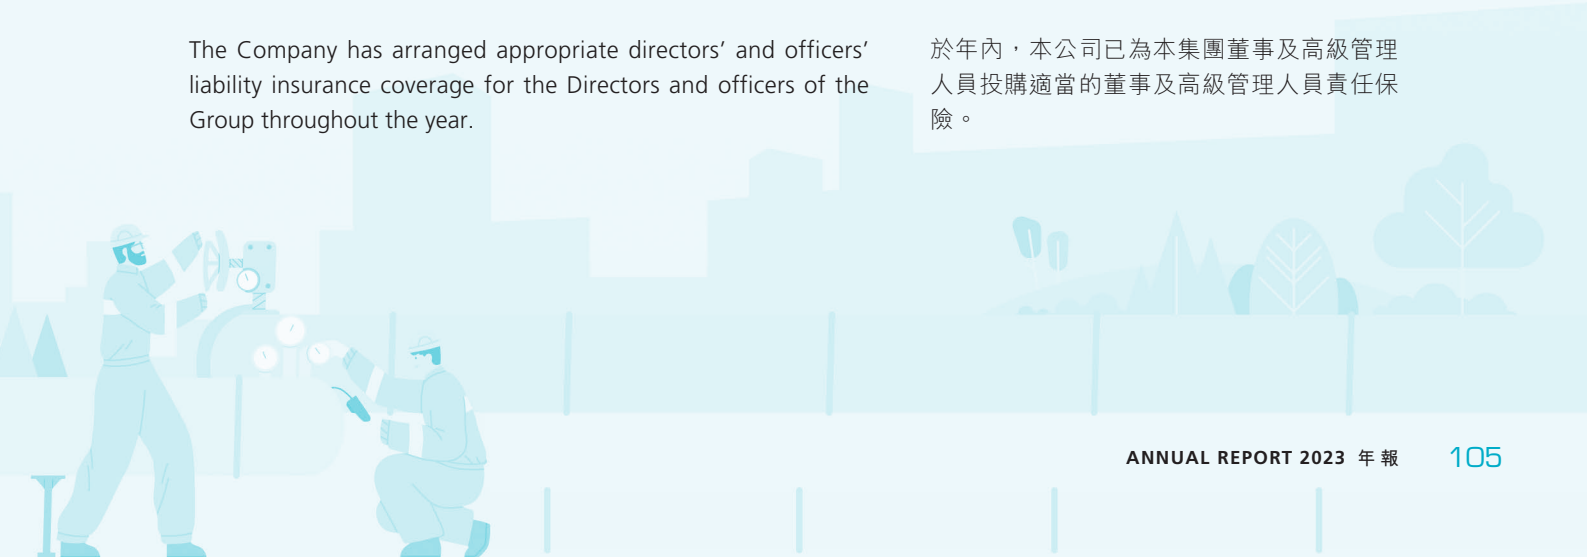 The Company has arranged appropriate directors’ and officers’
liability insurance coverage for the Directors and officers of the
Group throughout the year.
於年內，本公司已為本集團董事及高級管理
人員投購適當的董事及高級管理人員責任保
險。
ANNUAL REPORT 2023 年報 105